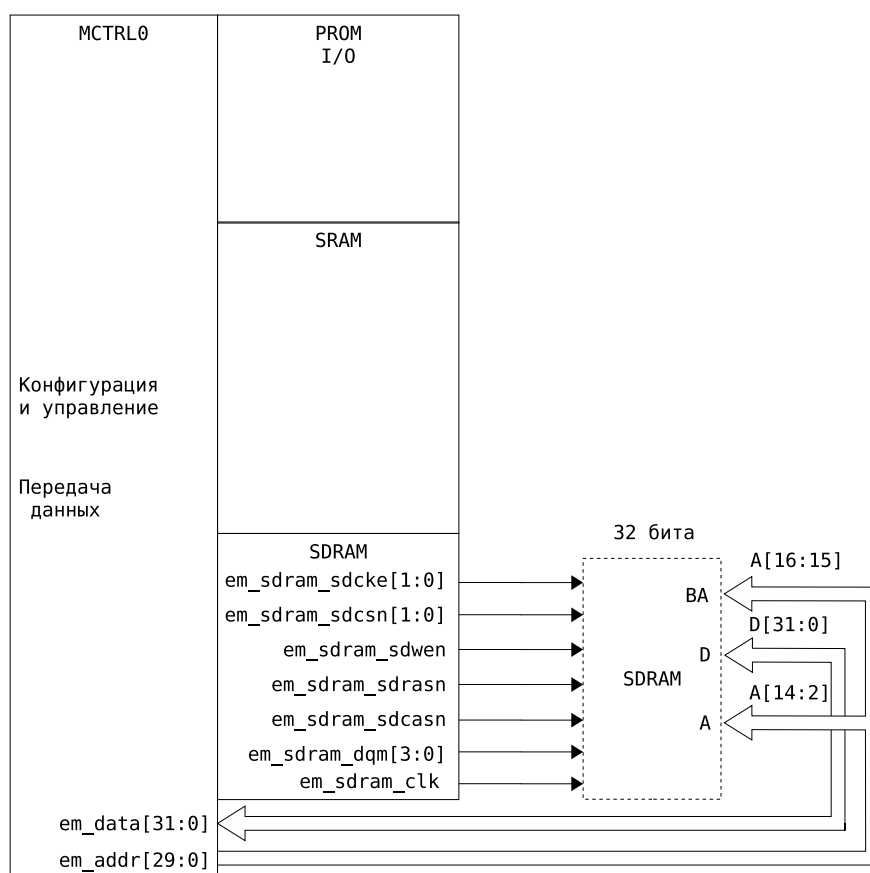 MCTRL0
PROM
I/O
SRAM
Конфигурация
и управление
Передача
данных
SDRAM
em_sdram_sdcke[1:0]
em_sdram_sdcsn[1:0]
em_sdram_sdwen
em_sdram_sdrasn
em_sdram_sdcasn
em_sdram_dqm[3:0]
em_sdram_clk
32 бита
SDRAM
BA
D
A
A[16:15]
D[31:0]
A[14:2]
em_data[31:0]
em_addr[29:0]